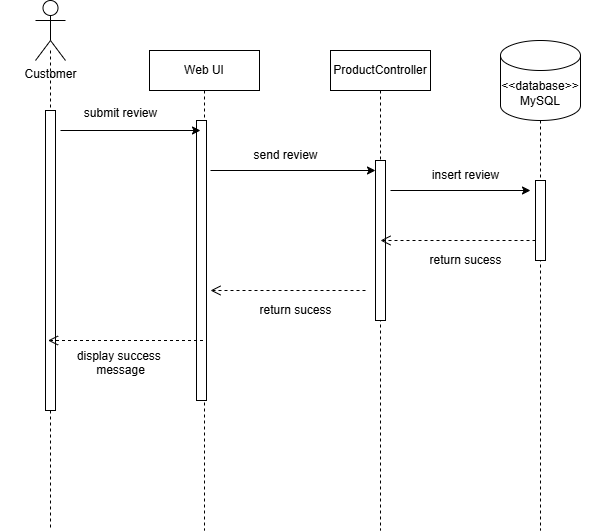 Customer
Web UI
ProductController
<<database>>
MySQL
submit review
send review
insert review
return sucess
return sucess
display success
message